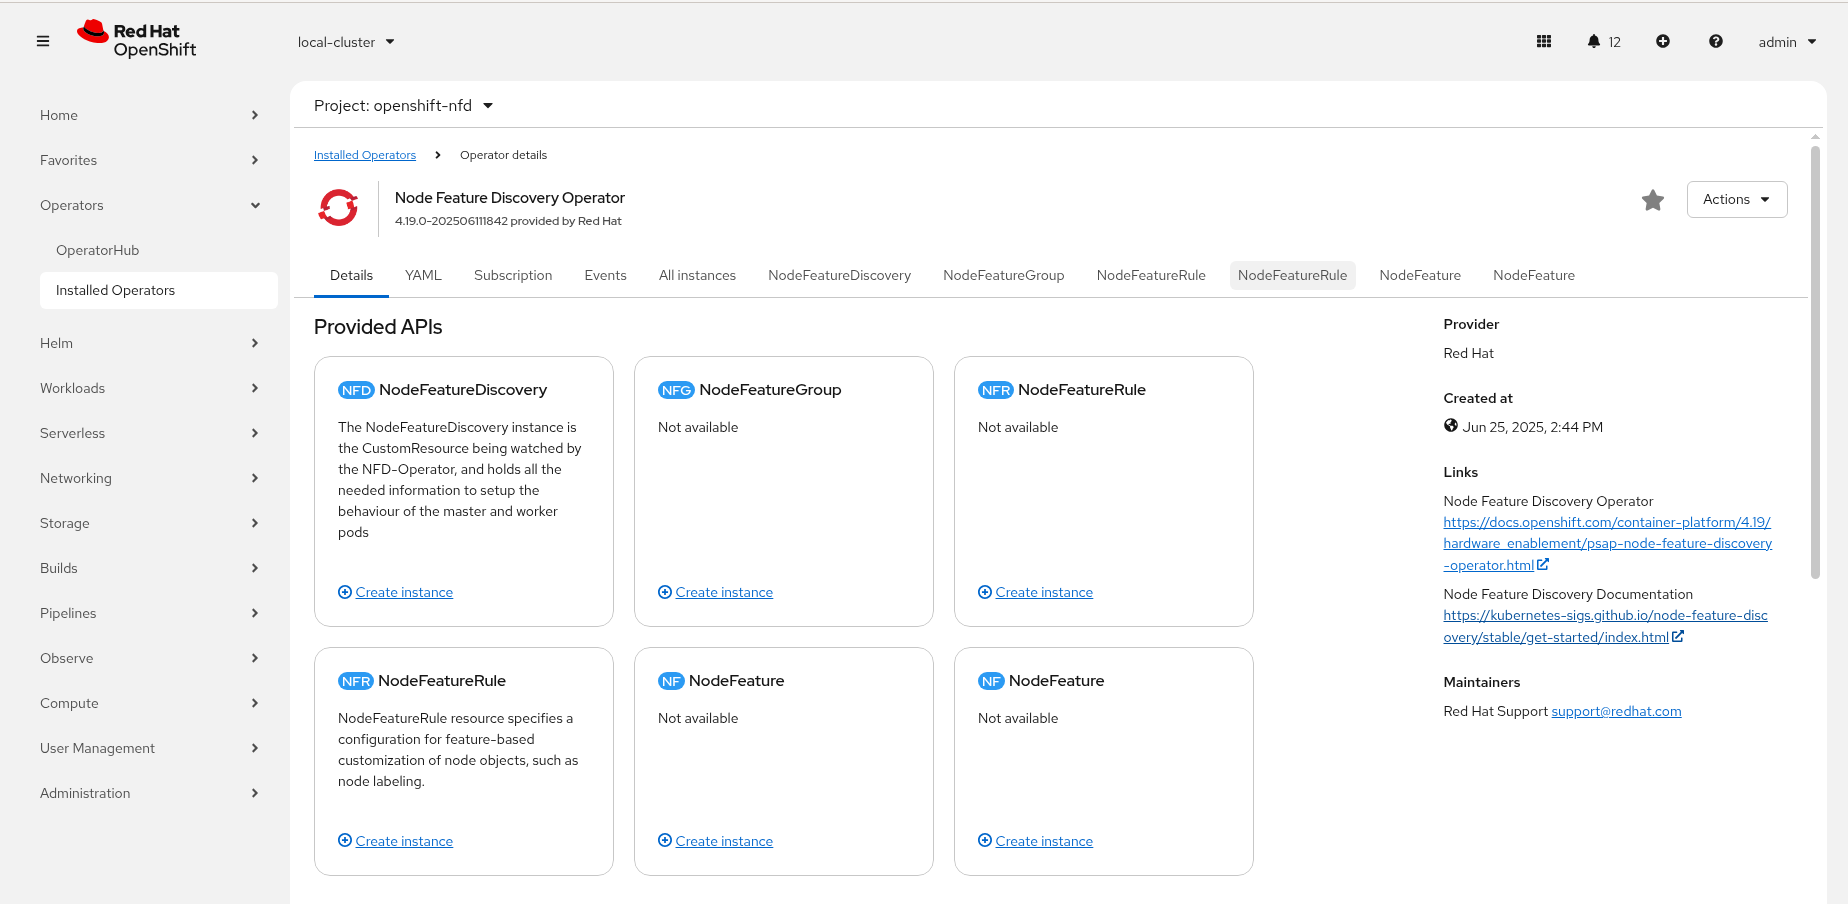 Red Hat
OpenShift
local-cluster
12
admin
Home
Favorites
Operators
OperatorHub
Installed Operators
Helm
Workloads
Serverless
Networking
Storage
Builds
Pipelines
Observe
Compute
User Management
Administration
Project: openshift-nfd
Installed Operators
Operator details
Node Feature Discovery Operator
4.19.0-202506111842 provided by Red Hat
Actions
Details
YAML
Subscription
Events
All instances
NodeFeatureDiscovery
NodeFeatureGroup
NodeFeatureRule
NodeFeatureRule
NodeFeature
NodeFeature
Provided APIs
NFD NodeFeatureDiscovery
The NodeFeatureDiscovery instance is
the CustomResource being watched by
the NFD-Operator, and holds all the
needed information to setup the
behaviour of the master and worker
pods
Create instance
NFG NodeFeatureGroup
Not available
Create instance
NFR NodeFeatureRule
Not available
Create instance
NFR NodeFeatureRule
NodeFeatureRule resource specifies a
configuration for feature-based
customization of node objects, such as
node labeling.
Create instance
NF NodeFeature
Not available
Create instance
NF NodeFeature
Not available
Create instance
Provider
Red Hat
Created at
Jun 25, 2025, 2:44 PM
Links
Node Feature Discovery Operator
https://docs.openshift.com/container-platform/4.19/
hardware_enablement/psap-node-feature-discovery
-operator.html
Node Feature Discovery Documentation
https://kubernetes-sigs.github.io/node-feature-disc
overy/stable/get-started/index.html
Maintainers
Red Hat Support support@redhat.com